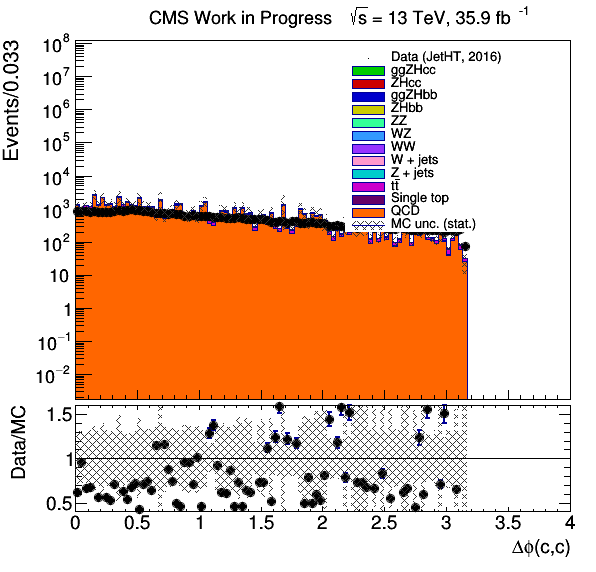 CMS Work in Progress √s = 13 TeV, 35.9 fb⁻¹
Events/0.033
10⁸
10⁷
10⁶
10⁵
10⁴
10³
10²
10
1
10⁻¹
10⁻²
Data (JetHT, 2016)
ggZHcc
ZHcc
ggZHbb
ZHbb
ZZ
WZ
WW
W + jets
Z + jets
tt̅
Single top
QCD
MC unc. (stat.)
Data/MC
1.5
1
0.5
0 0.5 1 1.5 2 2.5 3 3.5 4
Δϕ(c,c)